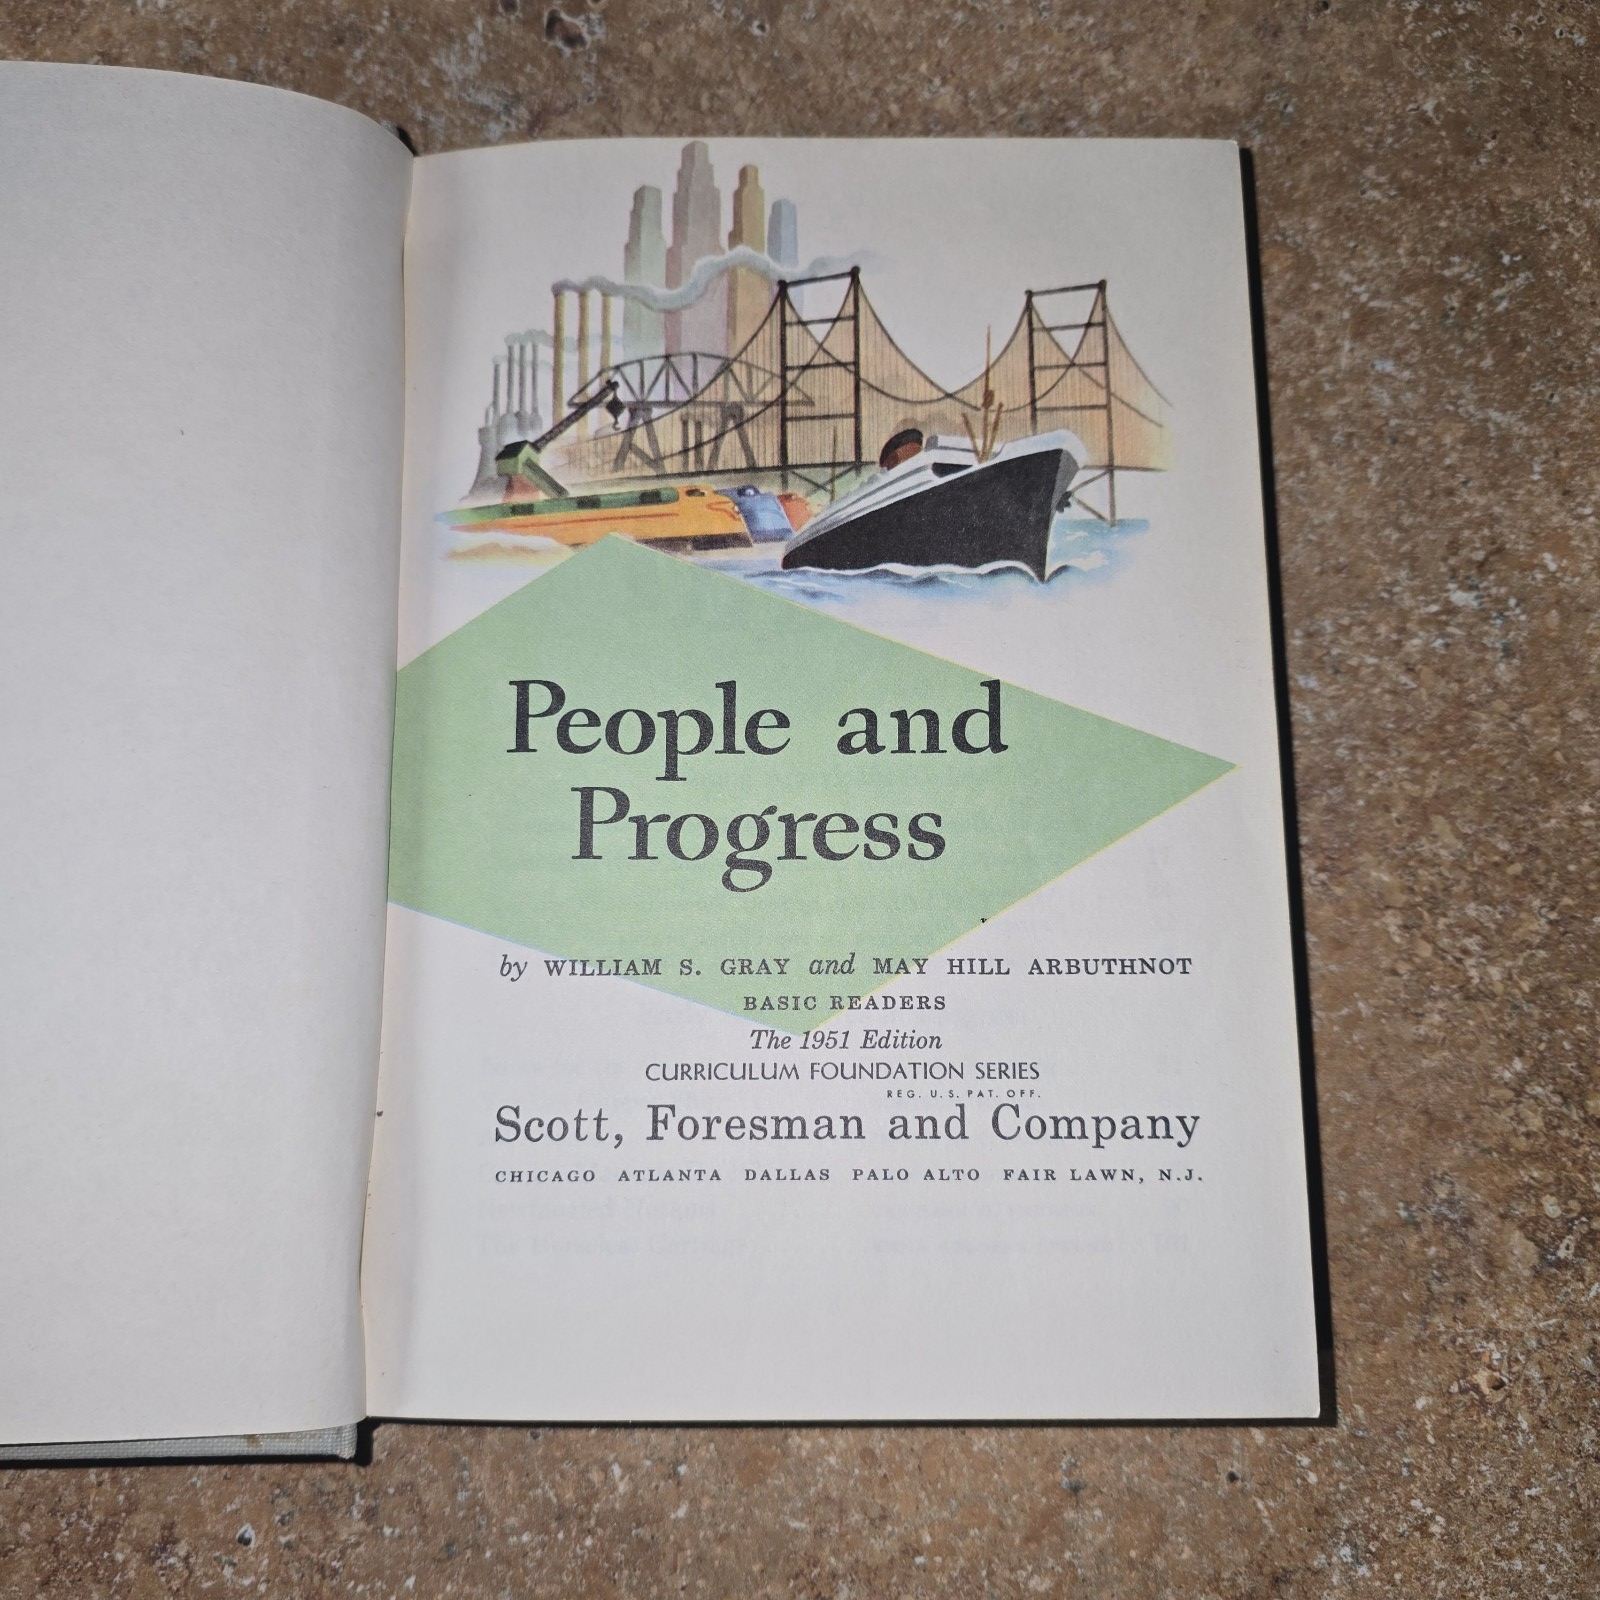 People and
Progress
by WILLIAM S. GRAY and MAY HILL ARBUTHNOT
BASIC READERS
The 1951 Edition
CURRICULUM FOUNDATION SERIES
REG. U.S. PAT. OFF.
Scott, Foresman and Company
CHICAGO ATLANTA DALLAS PALO ALTO FAIR LAWN, N.J.